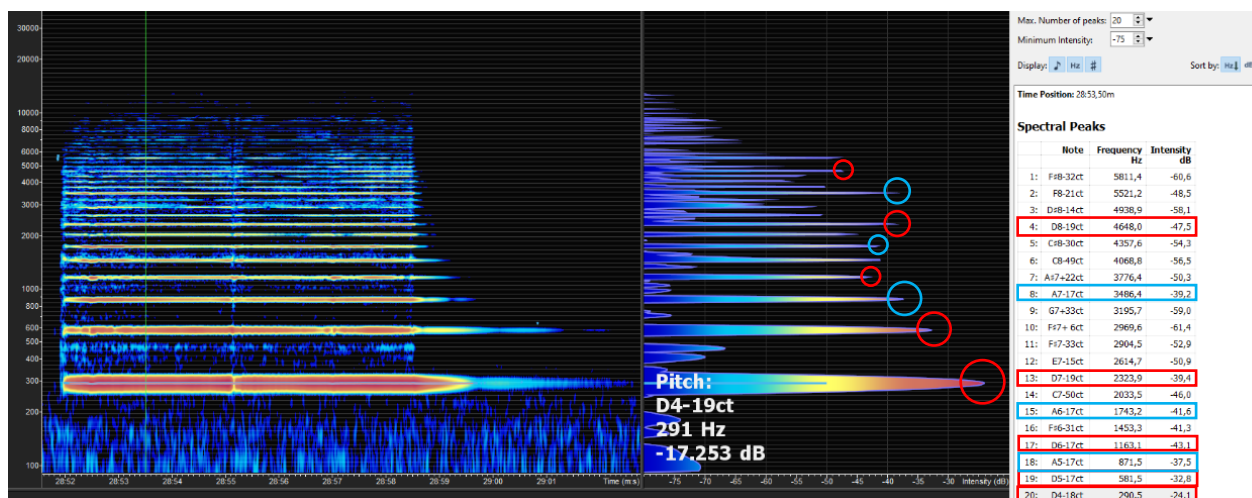 30000
20000
10000
8000
6000
5000
4000
3000
2000
1000
800
600
500
400
300
200
100
28:52 28:53 28:54 28:55 28:56 28:57 28:58 28:59 29:00 29:01 Time (m:s)
Pitch:
D4-19ct
291 Hz
-17.253 dB
-75 -70 -65 -60 -55 -50 -45 -40 -35 -30 Intensity (dB)
Max. Number of peaks: 20
Minimum Intensity: -75
Display: ♪ Hz # Sort by: Hz
Time Position: 28:53,50m
Spectral Peaks
Note Frequency Intensity
Hz dB
1: F♯8-32ct 5811,4 -60,6
2: F8-21ct 5521,2 -48,5
3: D♯8-14ct 4938,9 -58,1
4: D8-19ct 4648,0 -47,5
5: C♯8-30ct 4357,6 -54,3
6: C8-49ct 4068,8 -56,5
7: A♯7+22ct 3776,4 -50,3
8: A7-17ct 3486,4 -39,2
9: G7+33ct 3195,7 -59,0
10: F♯7+ 6ct 2969,6 -61,4
11: F♯7-33ct 2904,5 -52,9
12: E7-15ct 2614,7 -50,9
13: D7-19ct 2323,9 -39,4
14: C7-50ct 2033,5 -46,0
15: A6-17ct 1743,2 -41,6
16: F♯6-31ct 1453,3 -41,3
17: D6-17ct 1163,1 -43,1
18: A5-17ct 871,5 -37,5
19: D5-17ct 581,5 -32,8
20: D4-18ct 290,5 -24,1